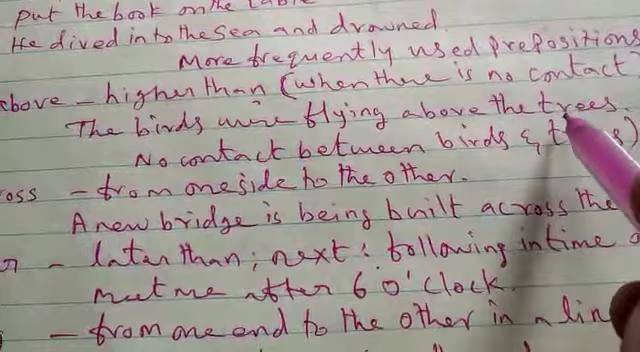 put the book on the table
He dived into the sea and drowned.
More frequently used prepositions
above - higher than (when there is no contact
The birds were flying above the trees.
No contact between birds &
ross - from one side to the other.
A new bridge is being built across the
- later than; next: following in time
meet me after 6 o'clock.
- from one end to the other in a lin